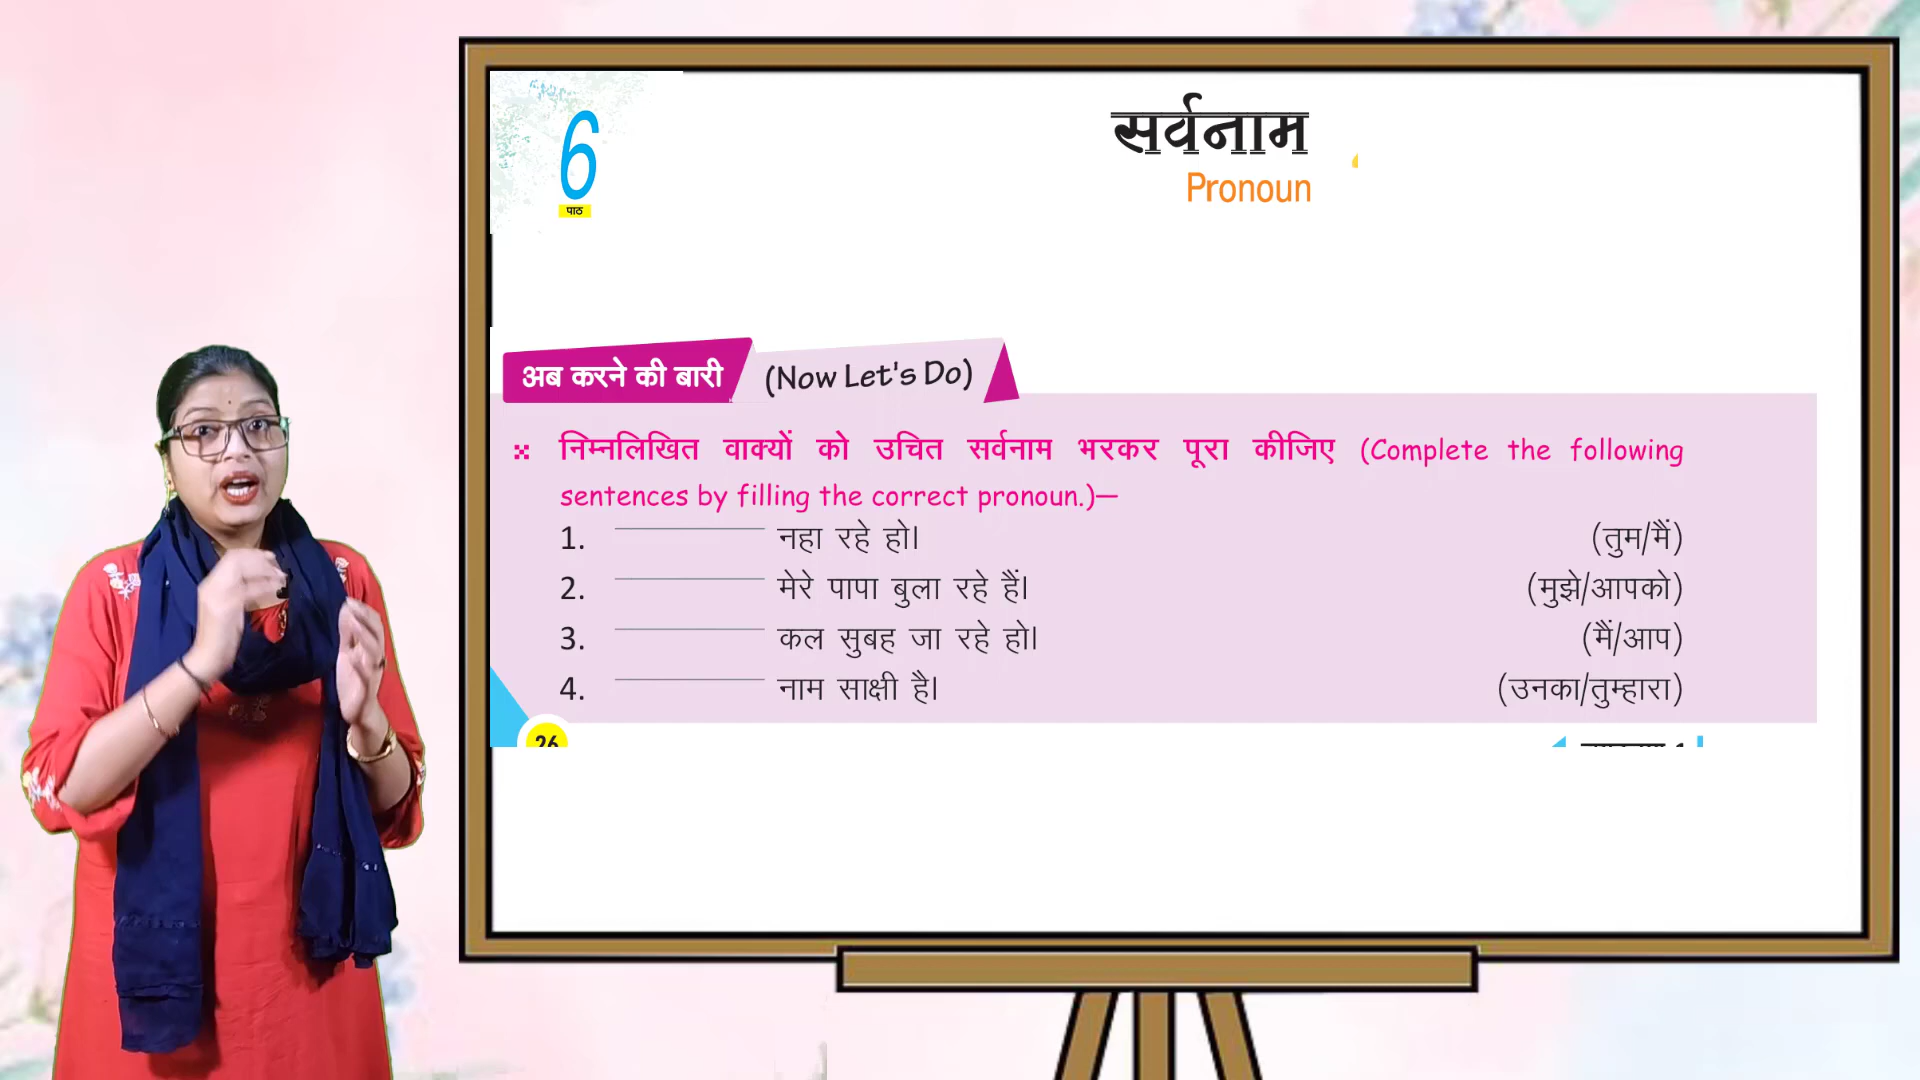 6
पाठ
सर्वनाम
Pronoun
अब करने की बारी (Now Let's Do)
निम्नलिखित वाक्यों को उचित सर्वनाम भरकर पूरा कीजिए (Complete the following
sentences by filling the correct pronoun.)—
1. नहा रहे हो। (तुम/मैं)
2. मेरे पापा बुला रहे हैं। (मुझे/आपको)
3. कल सुबह जा रहे हो। (मैं/आप)
4. नाम साक्षी है। (उनका/तुम्हारा)
26